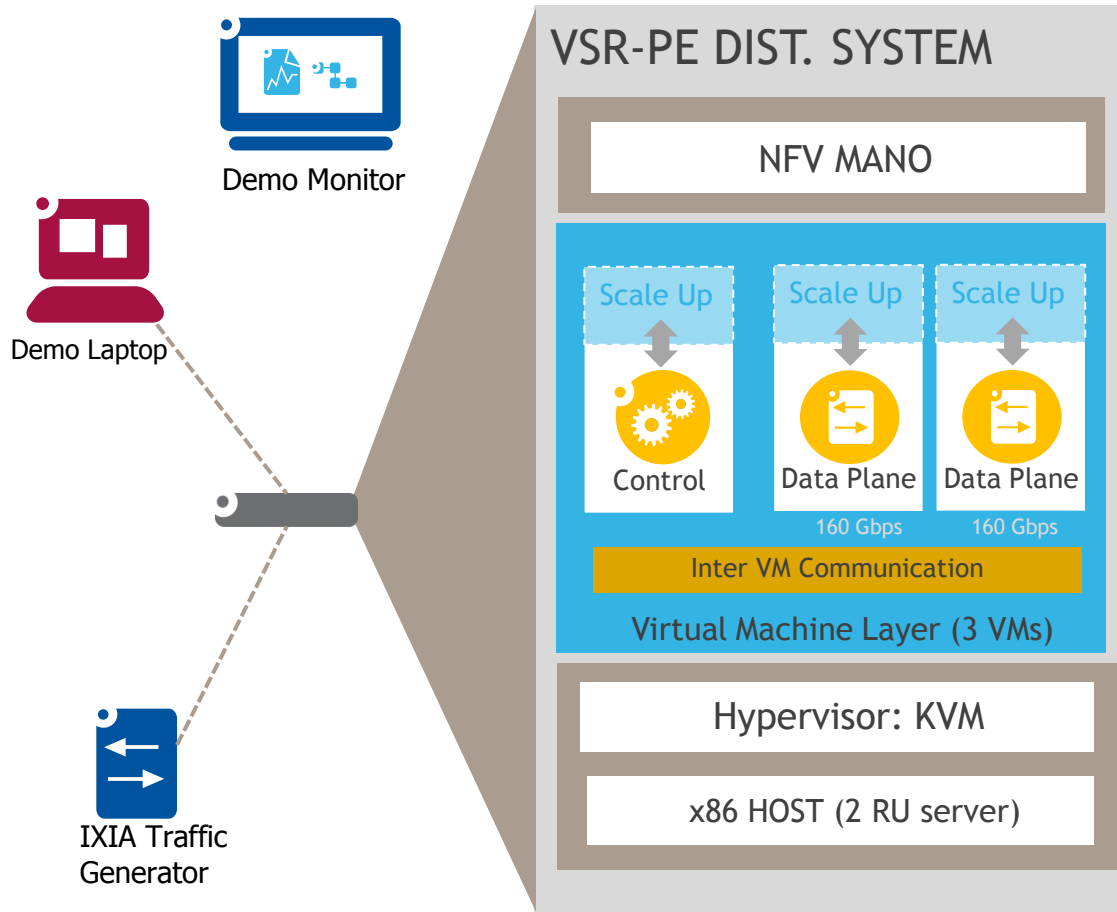 Demo Monitor
Demo Laptop
IXIA Traffic
Generator
VSR-PE DIST. SYSTEM
NFV MANO
Scale Up
Scale Up
Scale Up
Control
Data Plane
Data Plane
160 Gbps
160 Gbps
Inter VM Communication
Virtual Machine Layer (3 VMs)
Hypervisor: KVM
x86 HOST (2 RU server)